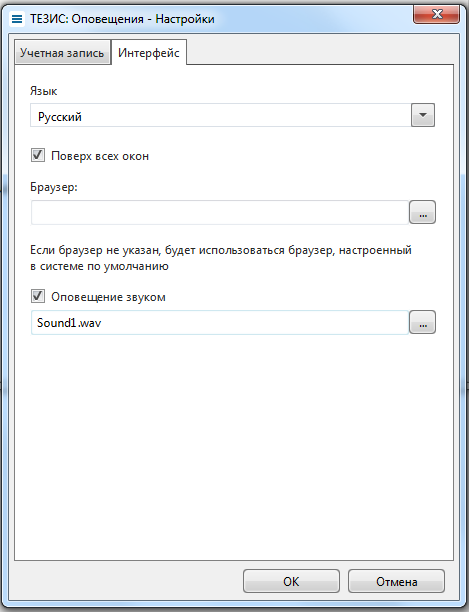 ТЕЗИС: Оповещения - Настройки
Учетная запись
Интерфейс
Язык
Русский
Поверх всех окон
Браузер:
...
Если браузер не указан, будет использоваться браузер, настроенный
в системе по умолчанию
Оповещение звуком
Sound1.wav
...
OK
Отмена